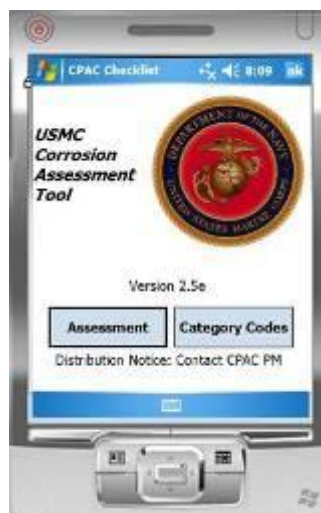 CPAC Checklist 8:09 ok
USMC
Corrosion
Assessment
Tool
DEPARTMENT OF THE NAVY
UNITED STATES MARINE CORPS
Version 2.5e
Assessment Category Codes
Distribution Notice: Contact CPAC PM